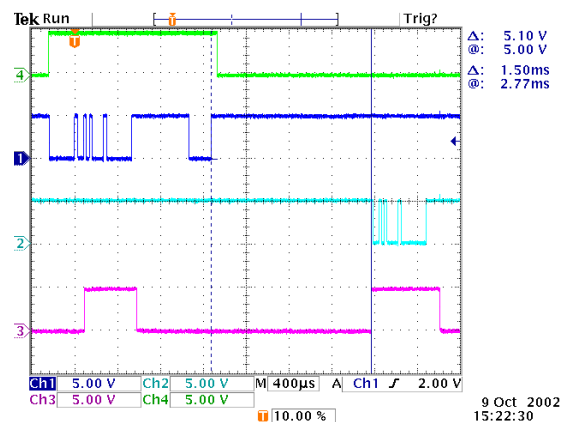 Tek Run Trig?
T
T
Δ: 5.10 V
@: 5.00 V
Δ: 1.50ms
@: 2.77ms
4
1
2
3
Ch1 5.00 V Ch2 5.00 V M 400µs A Ch1 2.00 V
Ch3 5.00 V Ch4 5.00 V
T 10.00 %
9 Oct 2002
15:22:30